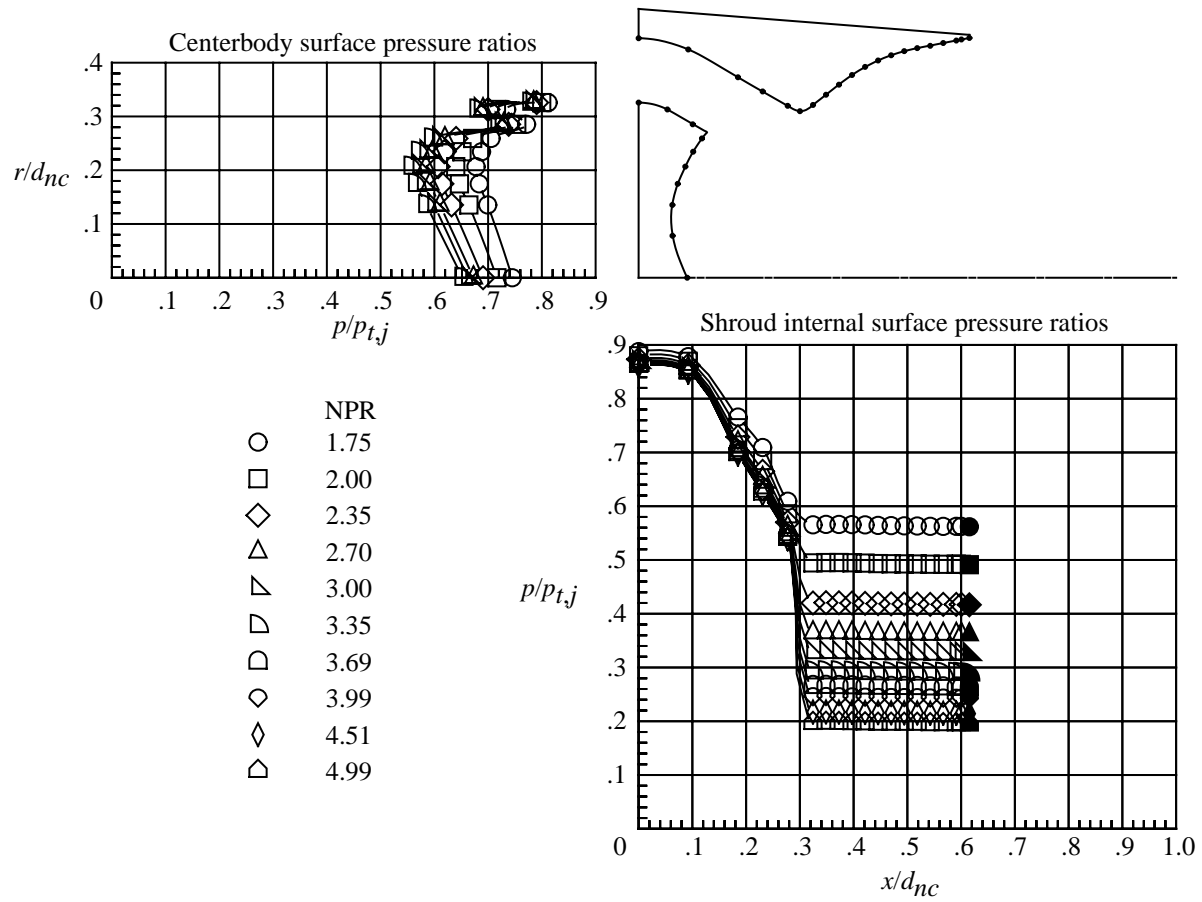 Centerbody surface pressure ratios
.4
.3
r/dnc .2
.1
0 .1 .2 .3 .4 .5 .6 .7 .8 .9
p/pt,j
NPR
1.75
2.00
2.35
2.70
3.00
3.35
3.69
3.99
4.51
4.99
Shroud internal surface pressure ratios
.9
.8
.7
.6
.5
p/pt,j
.4
.3
.2
.1
0 .1 .2 .3 .4 .5 .6 .7 .8 .9 1.0
x/dnc